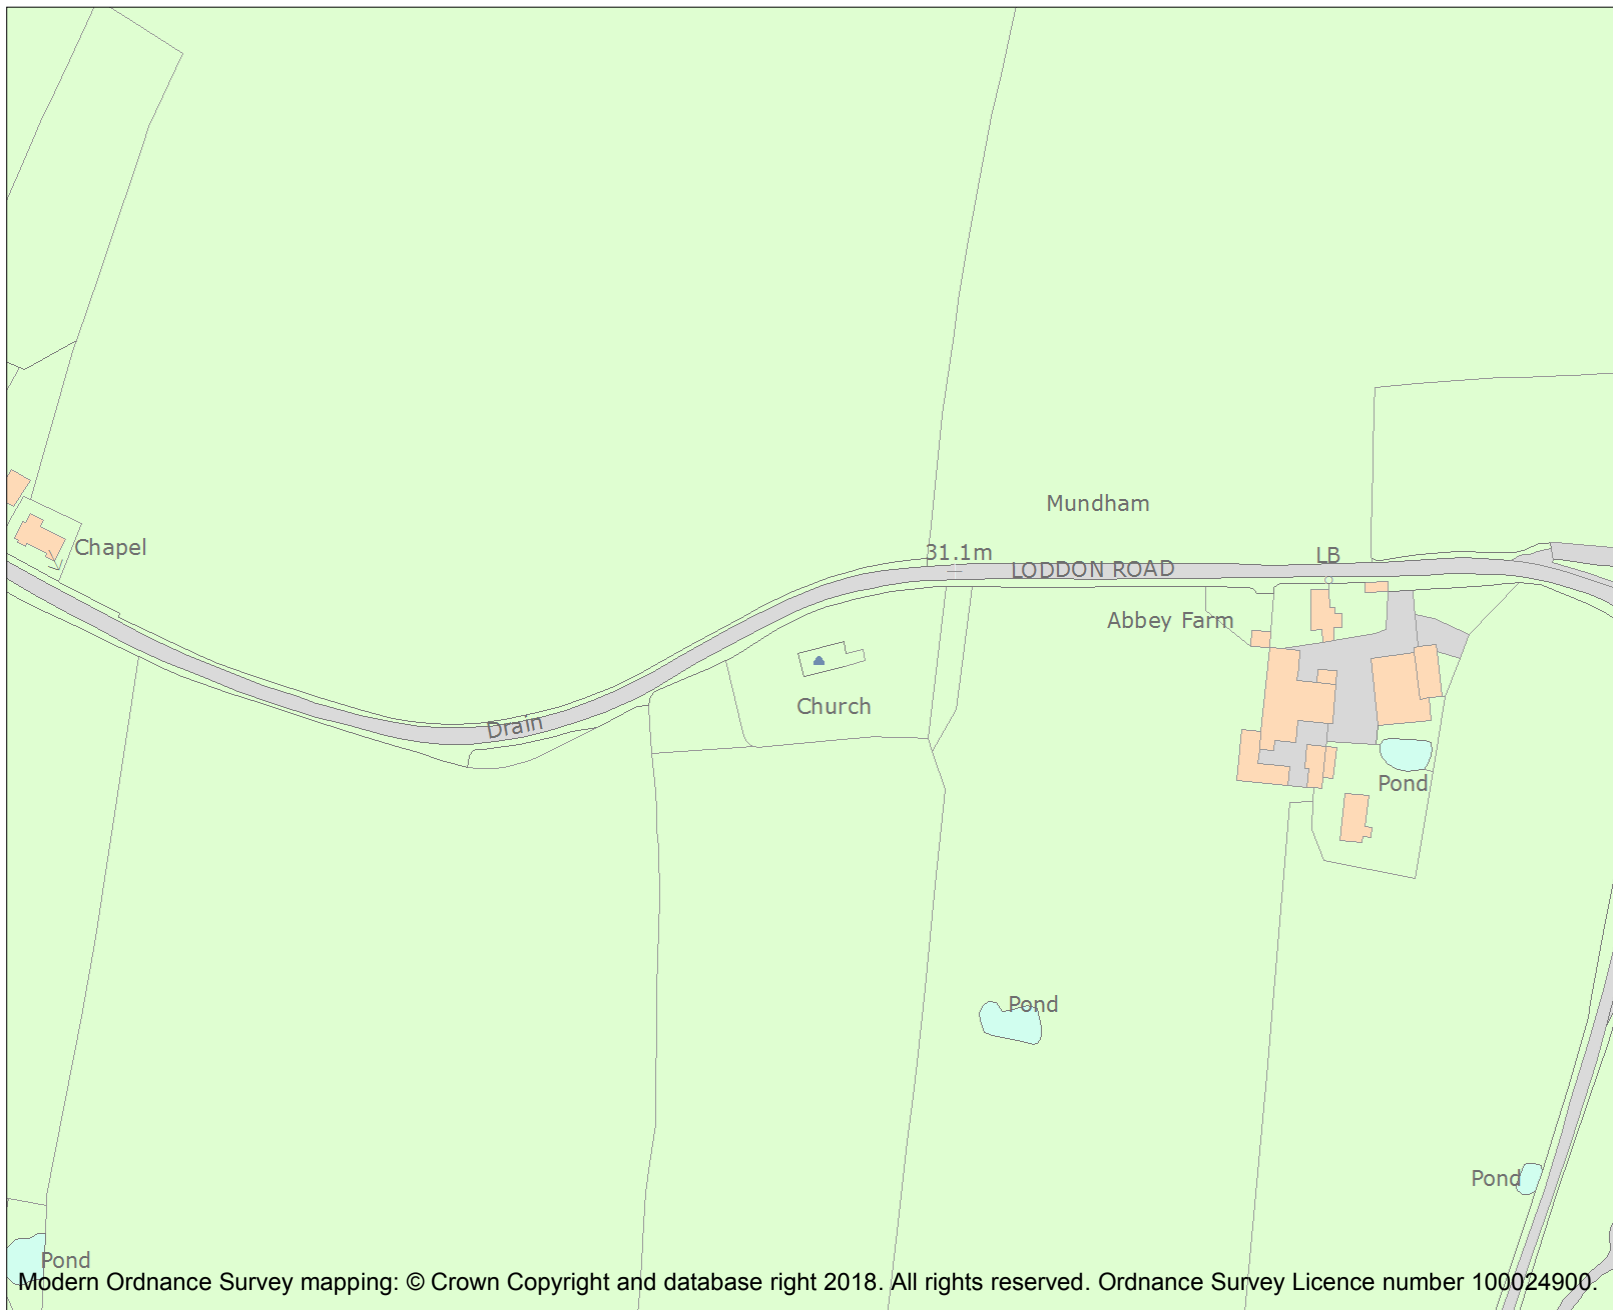 Mundham
Chapel
31.1m
LB
LODDON ROAD
Abbey Farm
Church
Drain
Pond
Pond
Pond
Pond
Modern Ordnance Survey mapping: © Crown Copyright and database right 2018. All rights reserved. Ordnance Survey Licence number 100024900.